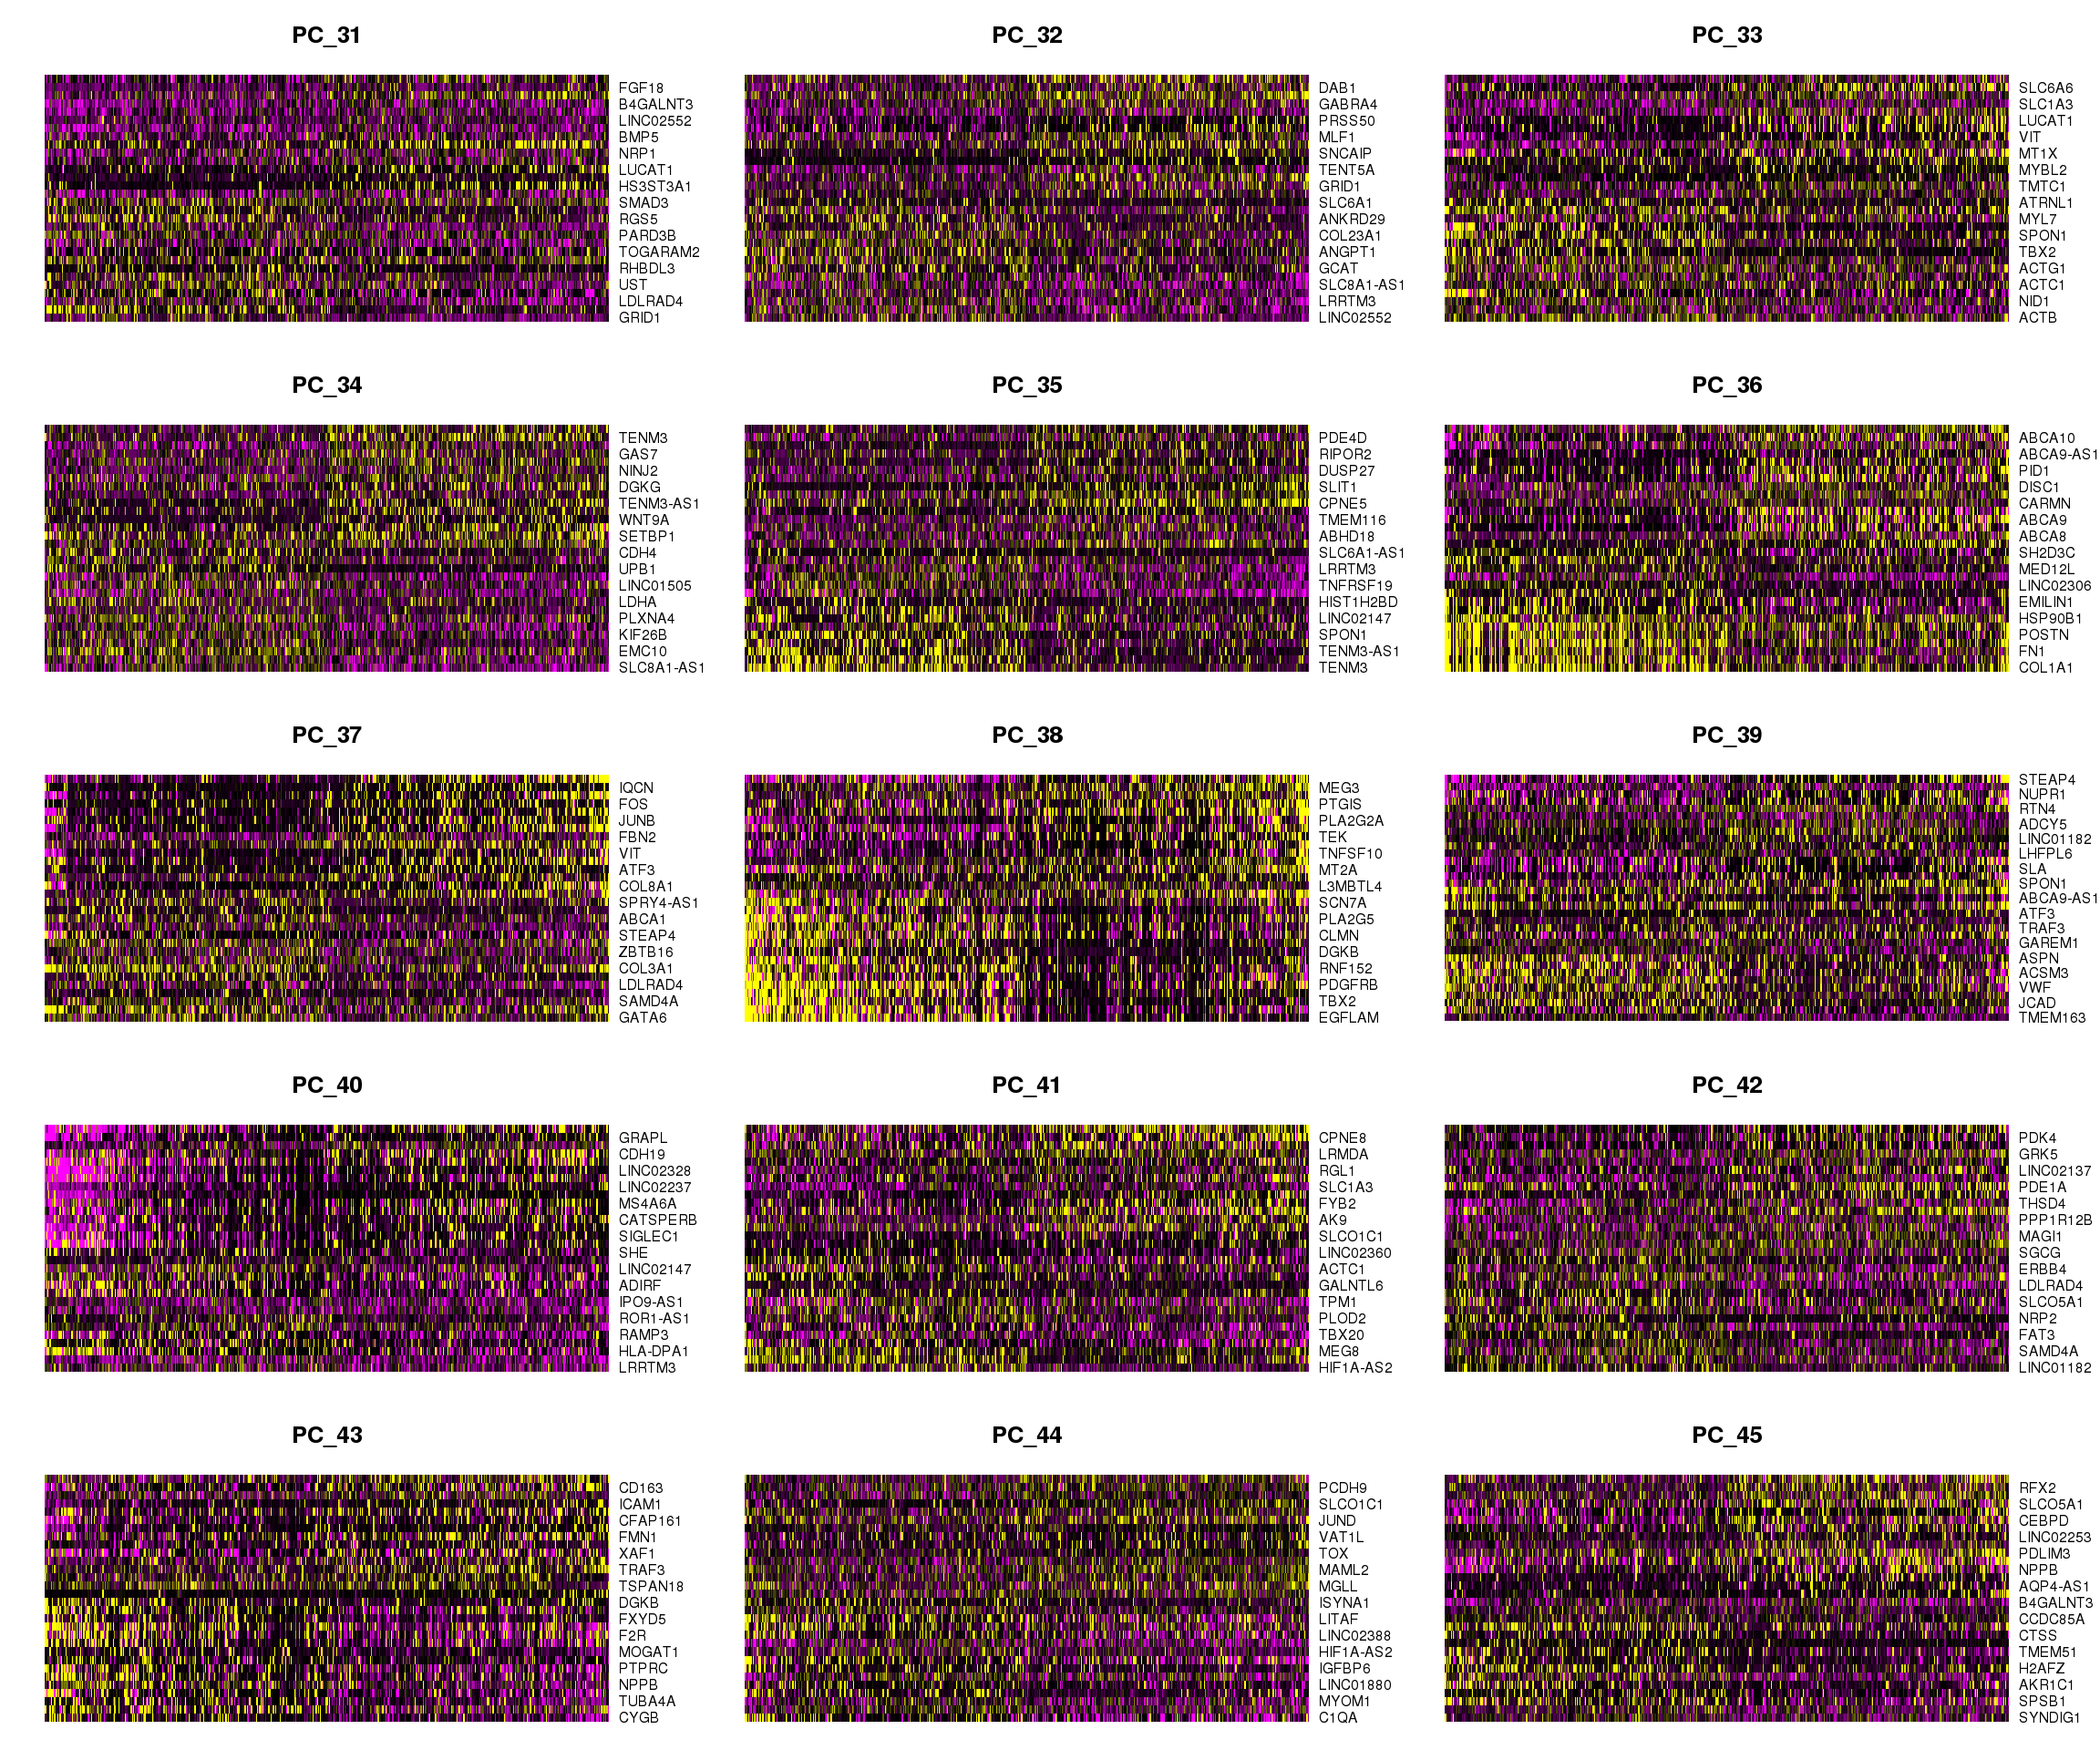 PC_31
FGF18
B4GALNT3
LINC02552
BMP5
NRP1
LUCAT1
HS3ST3A1
SMAD3
RGS5
PARD3B
TOGARAM2
RHBDL3
UST
LDLRAD4
GRID1
PC_32
DAB1
GABRA4
PRSS50
MLF1
SNCAIP
TENT5A
GRID1
SLC6A1
ANKRD29
COL23A1
ANGPT1
GCAT
SLC8A1-AS1
LRRTM3
LINC02552
PC_33
SLC6A6
SLC1A3
LUCAT1
VIT
MT1X
MYBL2
TMTC1
ATRNL1
MYL7
SPON1
TBX2
ACTG1
ACTC1
NID1
ACTB
PC_34
TENM3
GAS7
NINJ2
DGKG
TENM3-AS1
WNT9A
SETBP1
CDH4
UPB1
LINC01505
LDHA
PLXNA4
KIF26B
EMC10
SLC8A1-AS1
PC_35
PDE4D
RIPOR2
DUSP27
SLIT1
CPNE5
TMEM116
ABHD18
SLC6A1-AS1
LRRTM3
TNFRSF19
HIST1H2BD
LINC02147
SPON1
TENM3-AS1
TENM3
PC_36
ABCA10
ABCA9-AS1
PID1
DISC1
CARMN
ABCA9
ABCA8
SH2D3C
MED12L
LINC02306
EMILIN1
HSP90B1
POSTN
FN1
COL1A1
PC_37
IQCN
FOS
JUNB
FBN2
VIT
ATF3
COL8A1
SPRY4-AS1
ABCA1
STEAP4
ZBTB16
COL3A1
LDLRAD4
SAMD4A
GATA6
PC_38
MEG3
PTGIS
PLA2G2A
TEK
TNFSF10
MT2A
L3MBTL4
SCN7A
PLA2G5
CLMN
DGKB
RNF152
PDGFRB
TBX2
EGFLAM
PC_39
STEAP4
NUPR1
RTN4
ADCY5
LINC01182
LHFPL6
SLA
SPON1
ABCA9-AS1
ATF3
TRAF3
GAREM1
ASPN
ACSM3
VWF
JCAD
TMEM163
PC_40
GRAPL
CDH19
LINC02328
LINC02237
MS4A6A
CATSPERB
SIGLEC1
SHE
LINC02147
ADIRF
IPO9-AS1
ROR1-AS1
RAMP3
HLA-DPA1
LRRTM3
PC_41
CPNE8
LRMDA
RGL1
SLC1A3
FYB2
AK9
SLCO1C1
LINC02360
ACTC1
GALNTL6
TPM1
PLOD2
TBX20
MEG8
HIF1A-AS2
PC_42
PDK4
GRK5
LINC02137
PDE1A
THSD4
PPP1R12B
MAGI1
SGCG
ERBB4
LDLRAD4
SLCO5A1
NRP2
FAT3
SAMD4A
LINC01182
PC_43
CD163
ICAM1
CFAP161
FMN1
XAF1
TRAF3
TSPAN18
DGKB
FXYD5
F2R
MOGAT1
PTPRC
NPPB
TUBA4A
CYGB
PC_44
PCDH9
SLCO1C1
JUND
VAT1L
TOX
MAML2
MGLL
ISYNA1
LITAF
LINC02388
HIF1A-AS2
IGFBP6
LINC01880
MYOM1
C1QA
PC_45
RFX2
SLCO5A1
CEBPD
LINC02253
PDLIM3
NPPB
AQP4-AS1
B4GALNT3
CCDC85A
CTSS
TMEM51
H2AFZ
AKR1C1
SPSB1
SYNDIG1